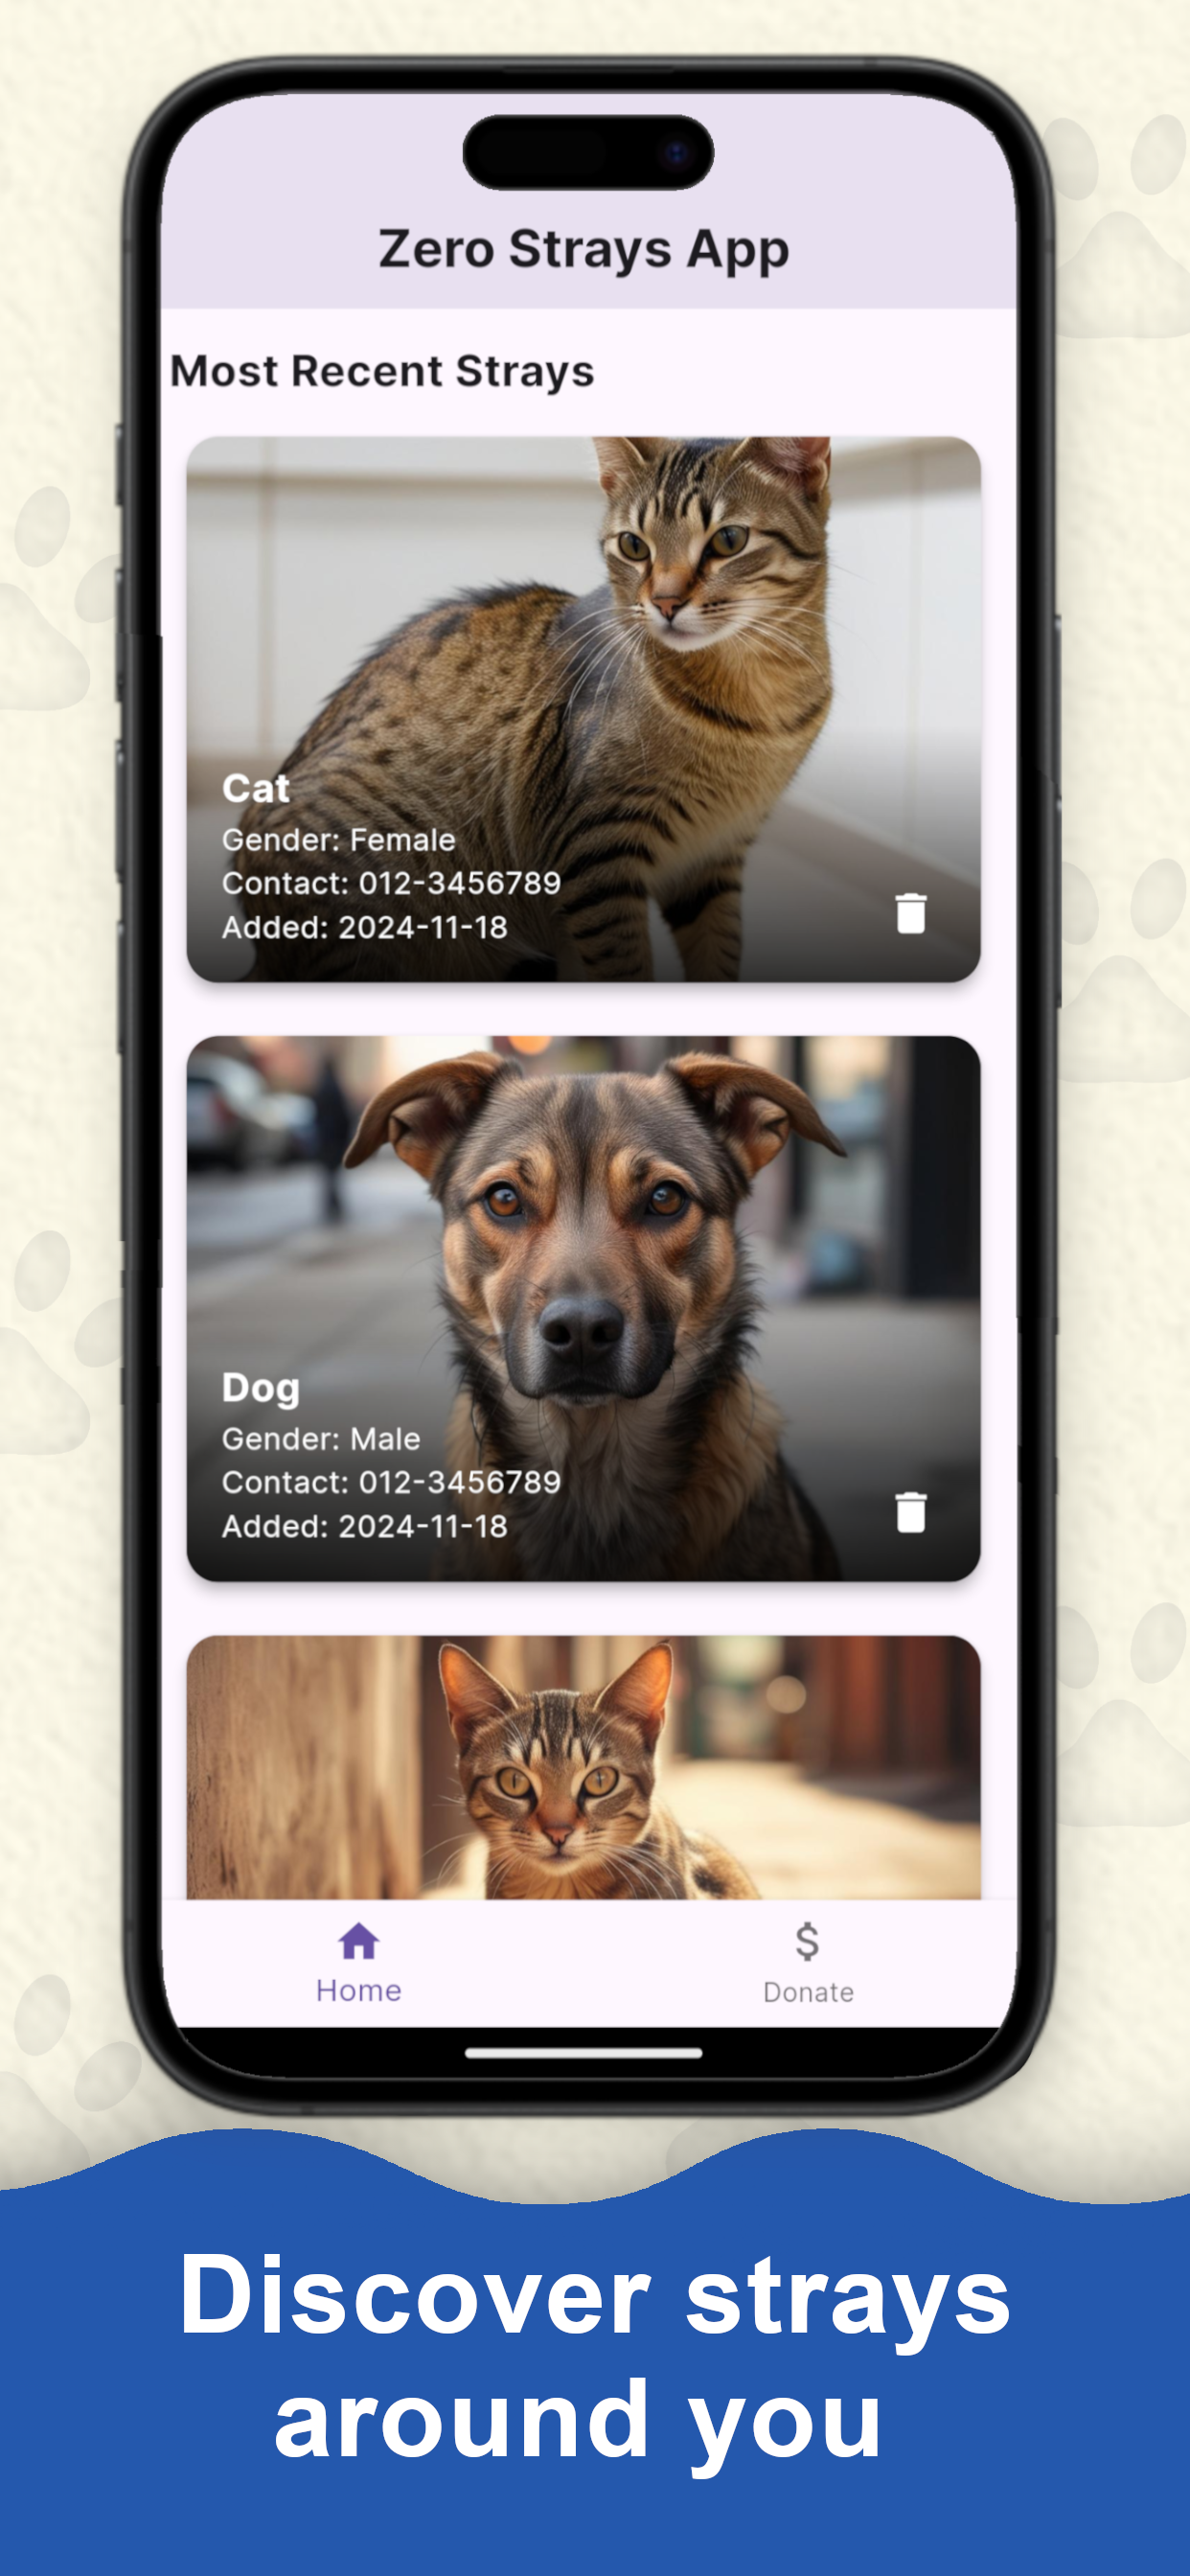 Zero Strays App
Most Recent Strays
Cat
Gender: Female
Contact: 012-3456789
Added: 2024-11-18
Dog
Gender: Male
Contact: 012-3456789
Added: 2024-11-18
Home
$
Donate
Discover strays
around you